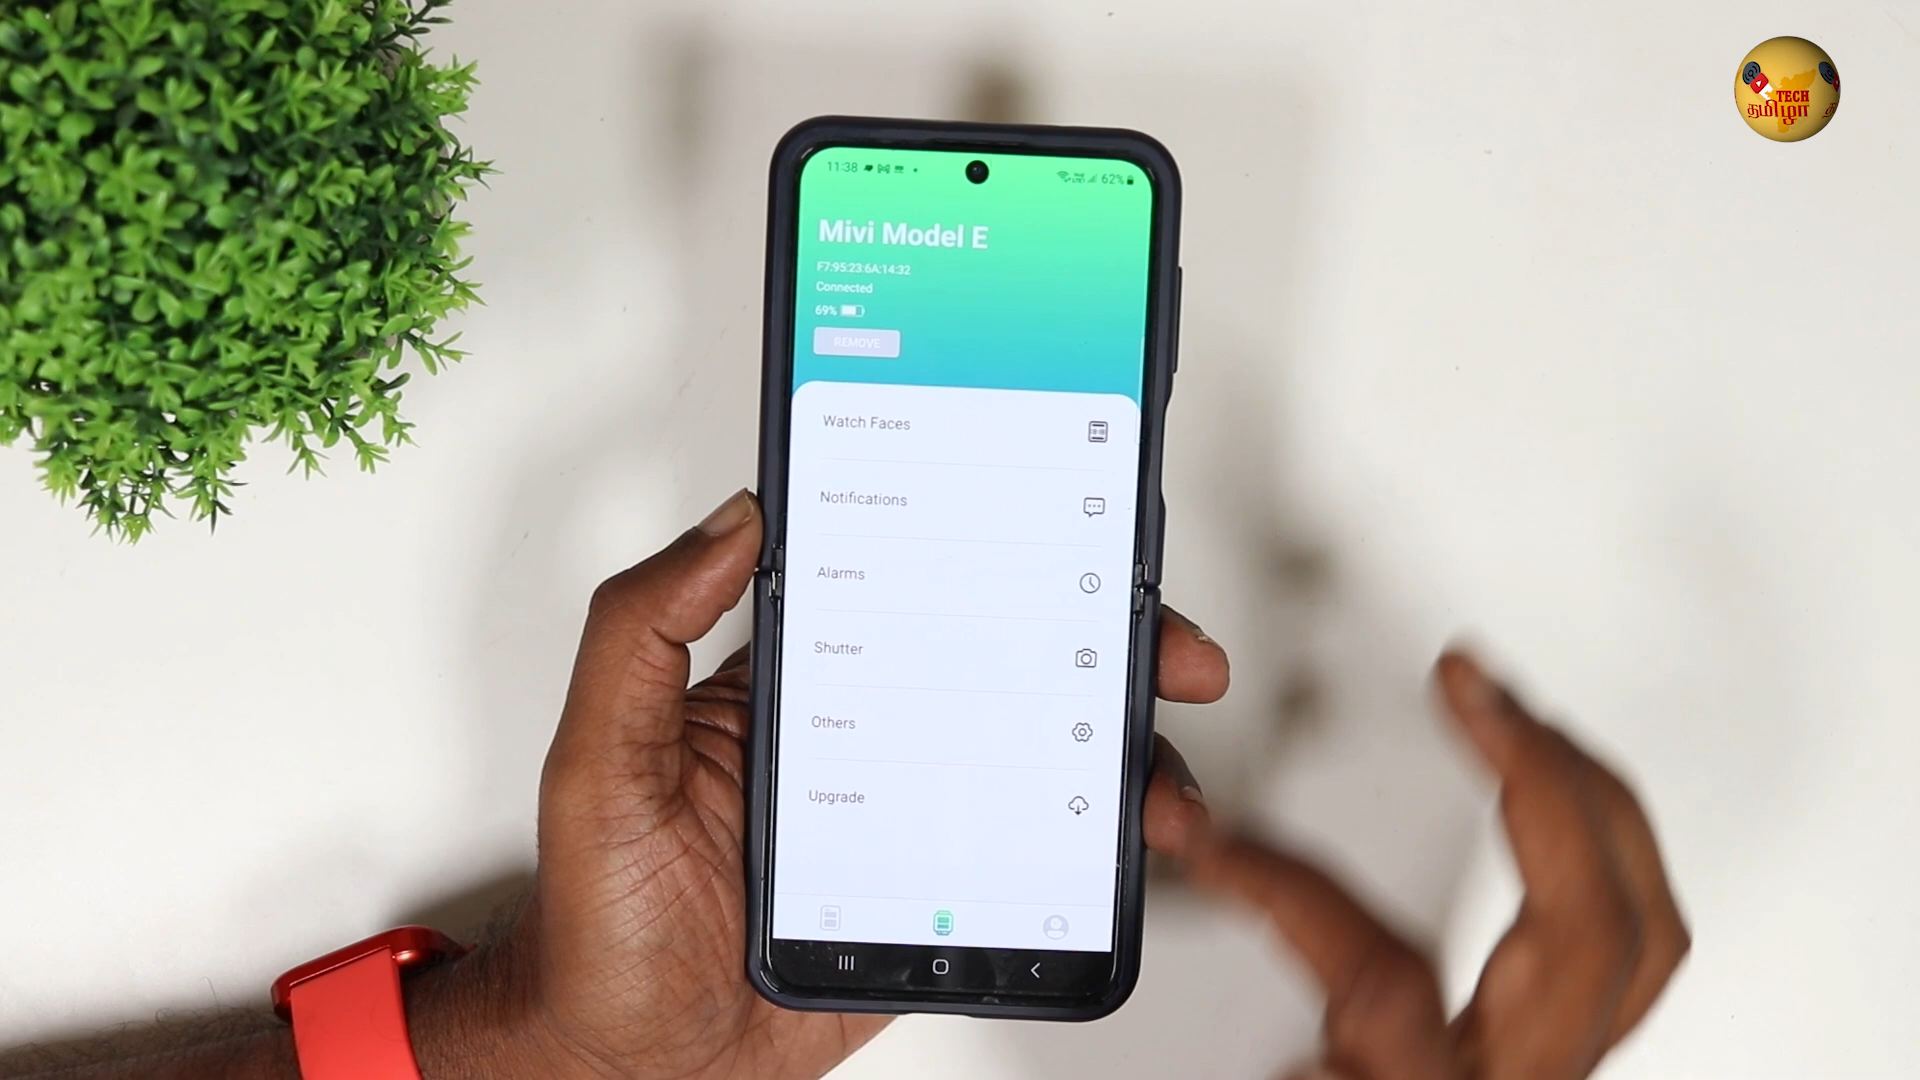 TECH
தமிழா
11:38
62%
Mivi Model E
F7:95:23:6A:14:32
Connected
69%
REMOVE
Watch Faces
Notifications
Alarms
Shutter
Others
Upgrade